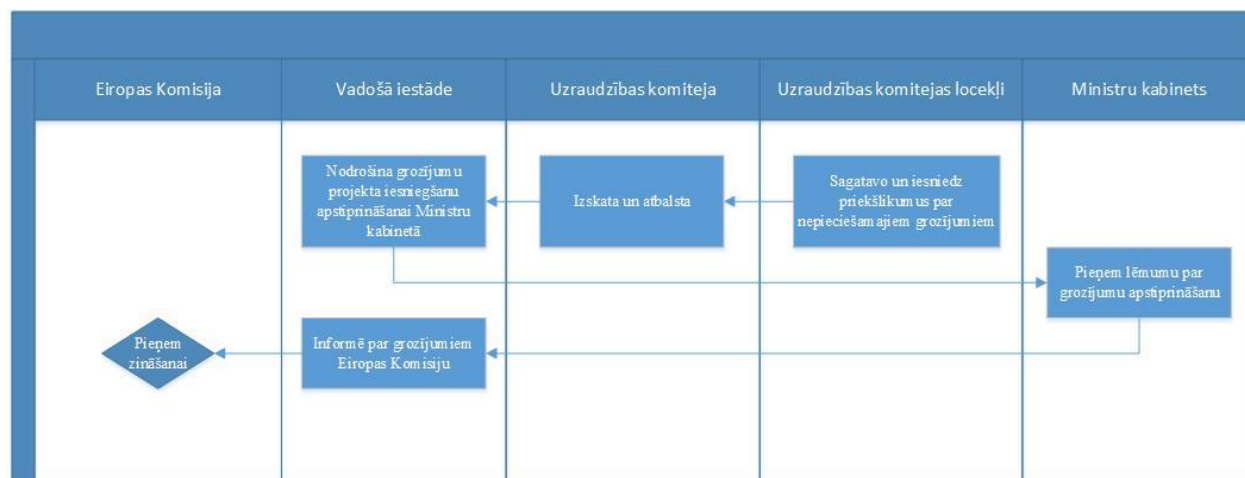 Eiropas Komisija
Vadošā iestāde
Uzraudzības komiteja
Uzraudzības komitejas locekļi
Ministru kabinets
Nodrošina grozījumu
projekta iesniegšanu
apstiprināšanai Ministru
kabinetā
Izskata un atbalsta
Sagatavo un iesniedz
priekšlikumus par
nepieciešamajiem grozījumiem
Pieņem lēmumu par
grozījumu apstiprināšanu
Pieņem
zināšanai
Informē par grozījumiem
Eiropas Komisiju